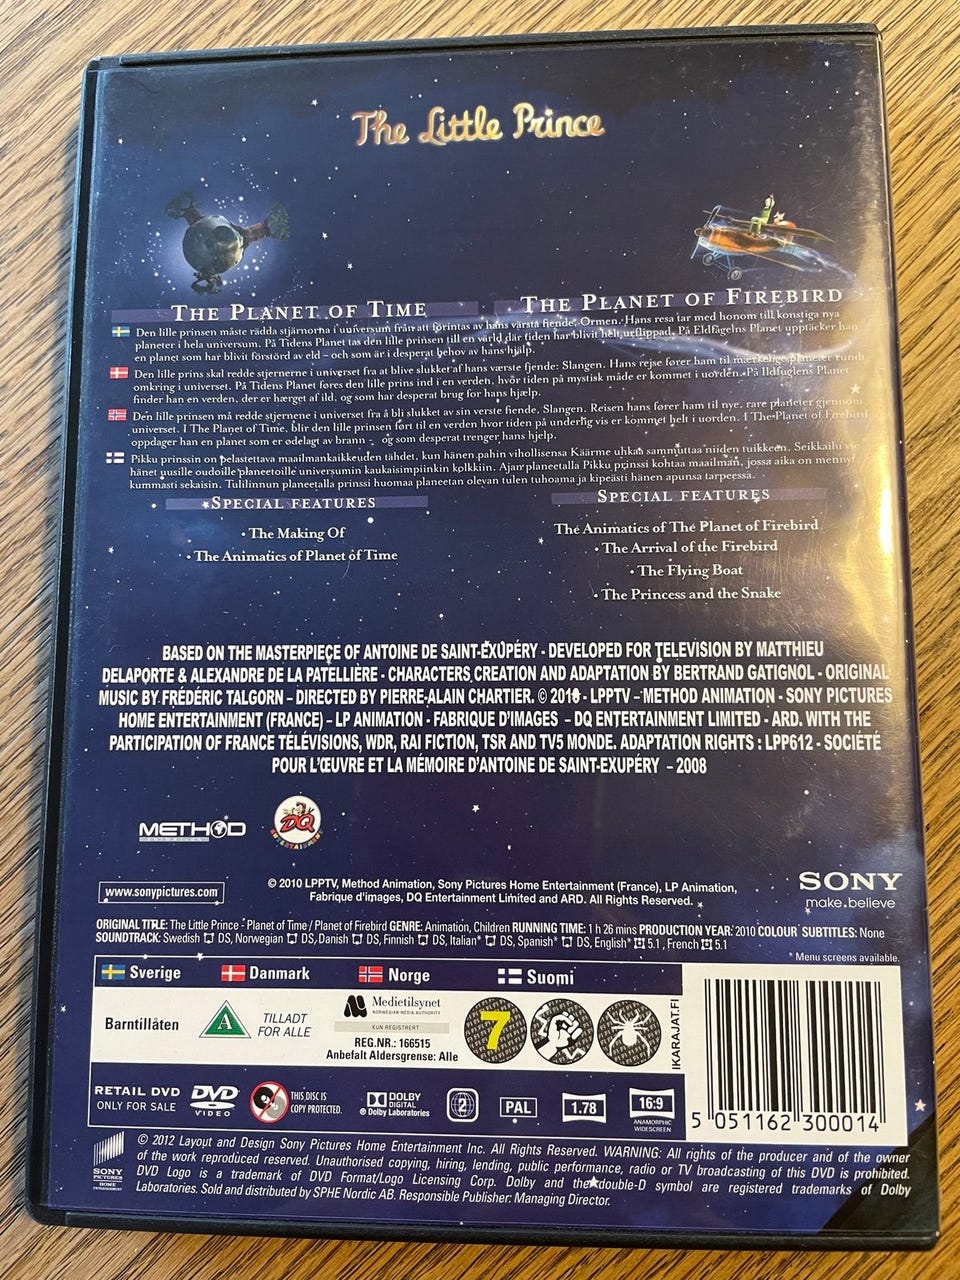 The Little Prince
THE PLANET OF TIME
THE PLANET OF FIREBIRD
Den lille prinsen måste rädda stjärnorna i universum från att förintas av hans värsta fiende, Ormen. Hans resa tar med honom till konstiga nya
planeter i hela universum. På Tidens Planet tas den lille prinsen till en värld där tiden har blivit helt urflippad. På Eldfågelns Planet upptäcker han
en planet som har blivit förstörd av eld – och som är i desperat behov av hans hjälp.
Den lille prins skal redde stjernerne i universet fra at blive slukket af hans værste fjende: Slangen. Hans rejse fører ham til mærkelige planeter rundt
omkring i universet. På Tidens Planet føres den lille prins ind i en verden, hvor tiden på mystisk måde er kommet i uorden. På Ildfuglens Planet
finder han en verden, der er hærget af ild, og som har desperat brug for hans hjælp.
Den lille prinsen må redde stjernene i universet fra å bli slukket av sin verste fiende, Slangen. Reisen hans fører ham til nye, rare planeter gjennom
universet. I The Planet of Time, blir den lille prinsen ført til en verden hvor tiden på underlig vis er kommet helt i uorden. I The Planet of Firebird
oppdager han en planet som er ødelagt av brann – og som desperat trenger hans hjelp.
Pikku prinssin on pelastettava maailmankaikkeuden tähdet, kun hänen pahin vihollisensa Käärme uhkaa sammuttaa niiden tuikkeen. Seikkailu vie
hänet uusille oudoille planeetoille universumin kaukaisimpiinkin kolkkiin. Ajan planeetalla Pikku prinssi kohtaa maailman, jossa aika on mennyt
kummasti sekaisin. Tulilinnun planeetalla prinssi huomaa planeetan olevan tulen tuhoama ja kipeästi hänen apunsa tarpeessa.
SPECIAL FEATURES
• The Making Of
• The Animatics of Planet of Time
SPECIAL FEATURES
The Animatics of The Planet of Firebird
• The Arrival of the Firebird
• The Flying Boat
• The Princess and the Snake
BASED ON THE MASTERPIECE OF ANTOINE DE SAINT-EXUPÉRY - DEVELOPED FOR TELEVISION BY MATTHIEU
DELAPORTE & ALEXANDRE DE LA PATELLIÈRE - CHARACTERS CREATION AND ADAPTATION BY BERTRAND GATIGNOL - ORIGINAL
MUSIC BY FRÉDÉRIC TALGORN – DIRECTED BY PIERRE-ALAIN CHARTIER. © 2010 - LPPTV – METHOD ANIMATION - SONY PICTURES
HOME ENTERTAINMENT (FRANCE) – LP ANIMATION - FABRIQUE D'IMAGES – DQ ENTERTAINMENT LIMITED - ARD. WITH THE
PARTICIPATION OF FRANCE TÉLÉVISIONS, WDR, RAI FICTION, TSR AND TV5 MONDE. ADAPTATION RIGHTS : LPP612 - SOCIÉTÉ
POUR L'ŒUVRE ET LA MÉMOIRE D'ANTOINE DE SAINT-EXUPÉRY – 2008
METHOD
DQ
ENTERTAINMENT
www.sonypictures.com
© 2010 LPPTV, Method Animation, Sony Pictures Home Entertainment (France), LP Animation,
Fabrique d'images, DQ Entertainment Limited and ARD. All Rights Reserved.
SONY
make.believe
ORIGINAL TITLE: The Little Prince - Planet of Time / Planet of Firebird GENRE: Animation, Children RUNNING TIME: 1 h 26 mins PRODUCTION YEAR: 2010 COLOUR SUBTITLES: None
SOUNDTRACK: Swedish DS, Norwegian DS, Danish DS, Finnish DS, Italian* DS, Spanish* DS, English* 5.1, French 5.1
* Menu screens available.
Sverige
Danmark
Norge
Suomi
Barntillåten
A
TILLADT
FOR ALLE
Medietilsynet
NORWEGIAN MEDIA AUTHORITY
KUN REGISTRERT
REG.NR.: 166515
Anbefalt Aldersgrense: Alle
7
IKARAJAT.FI
5 051162 300014
RETAIL DVD
ONLY FOR SALE
DVD
VIDEO
THIS DISC IS
COPY PROTECTED.
DOLBY
DIGITAL
® Dolby Laboratories
2
PAL
1.78
16:9
ANAMORPHIC
WIDESCREEN
SONY
PICTURES
HOME
ENTERTAINMENT
© 2012 Layout and Design Sony Pictures Home Entertainment Inc. All Rights Reserved. WARNING: All rights of the producer and of the owner
of the work reproduced reserved. Unauthorised copying, hiring, lending, public performance, radio or TV broadcasting of this DVD is prohibited.
DVD Logo is a trademark of DVD Format/Logo Licensing Corp. Dolby and the double-D symbol are registered trademarks of Dolby
Laboratories. Sold and distributed by SPHE Nordic AB. Responsible Publisher: Managing Director.